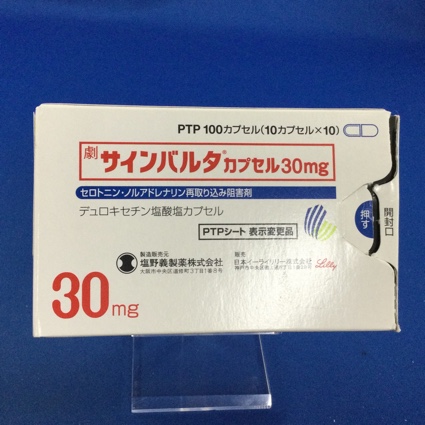 PTP 100カプセル(10カプセル×10)
劇 サインバルタ®カプセル30mg
セロトニン・ノルアドレナリン再取り込み阻害剤
デュロキセチン塩酸塩カプセル
PTPシート 表示変更品
開封口
押す
製造販売元
塩野義製薬株式会社
大阪市中央区道修町3丁目1番8号
販売
日本イーライリリー株式会社
Lilly
30mg